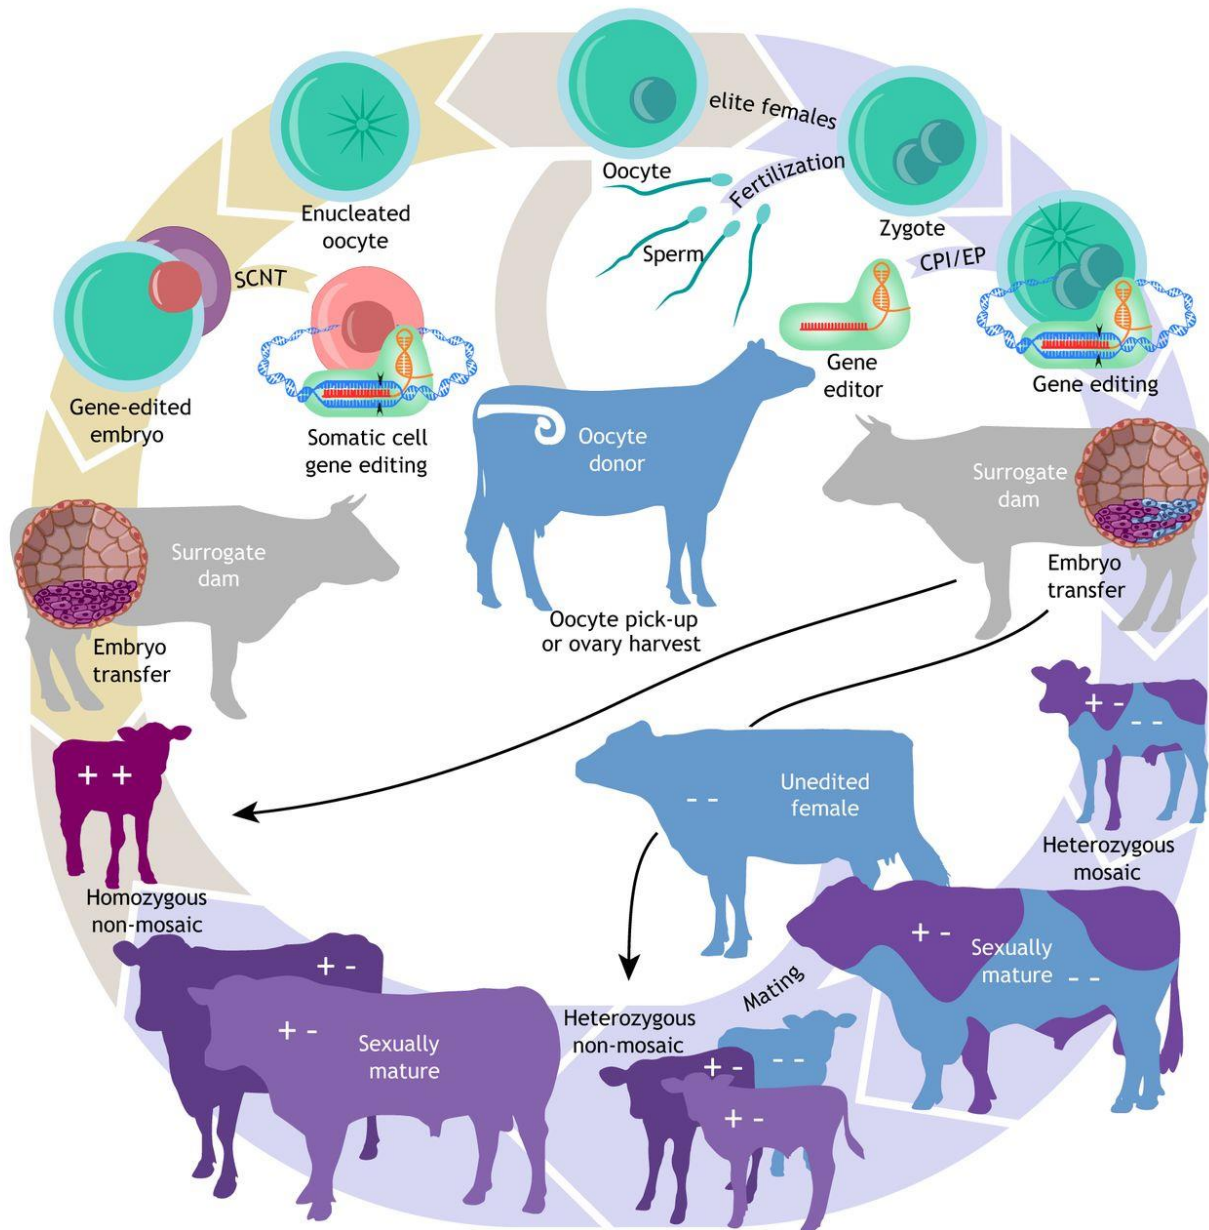 elite females
Oocyte
Fertilization
Enucleated
oocyte
Sperm
Zygote
CPI/EP
SCNT
Gene
editor
Gene editing
Gene-edited
embryo
Somatic cell
gene editing
Oocyte
donor
Surrogate
dam
Surrogate
dam
Embryo
transfer
Oocyte pick-up
or ovary harvest
Embryo
transfer
+ -
- -
+ +
Unedited
female
- -
Heterozygous
mosaic
Homozygous
non-mosaic
+ -
Sexually
mature
- -
+ -
+ -
Sexually
mature
Mating
Heterozygous
non-mosaic
+ -
- -
+ -